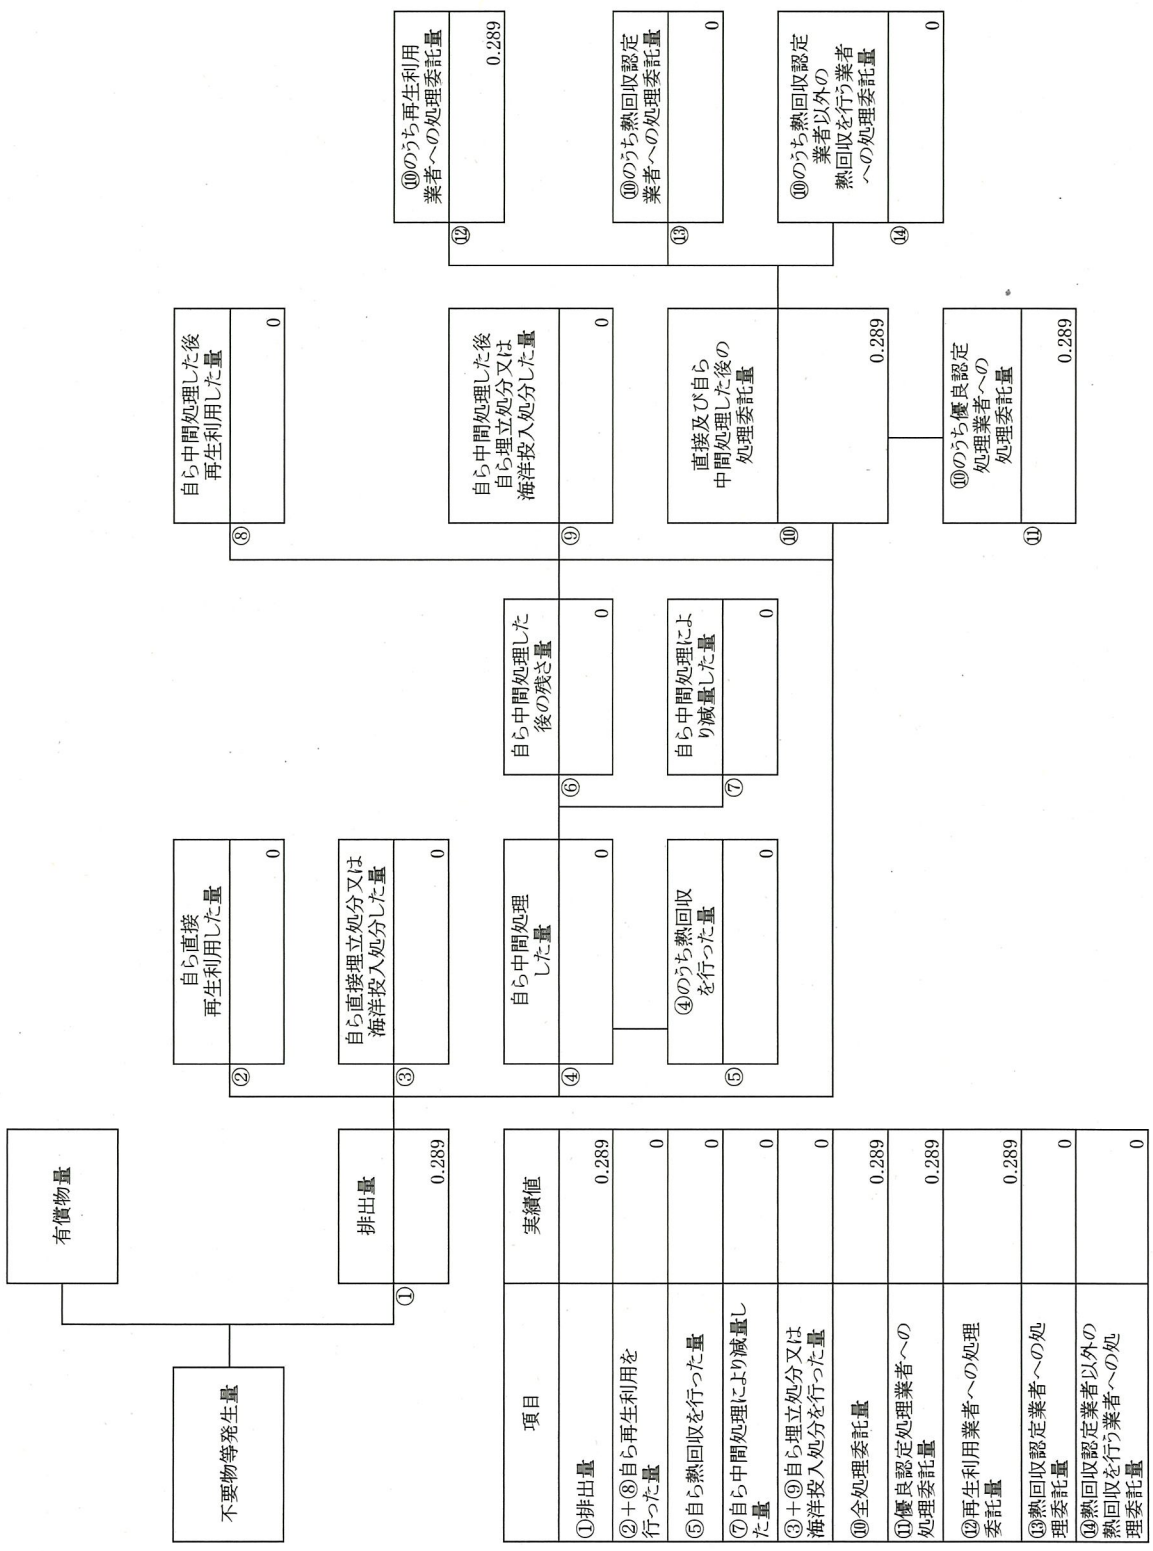 不要物等発生量
有償物量
排出量
①
0.289
自ら直接
再生利用した量
②
0
自ら直接埋立処分又は
海洋投入処分した量
③
0
自ら中間処理
した量
④
0
④のうち熱回収
を行った量
⑤
0
自ら中間処理した
後の残さ量
⑥
0
自ら中間処理によ
り減量した量
⑦
0
自ら中間処理した後
再生利用した量
⑧
0
自ら中間処理した後
自ら埋立処分又は
海洋投入処分した量
⑨
0
直接及び自ら
中間処理した後の
処理委託量
⑩
0.289
⑩のうち優良認定
処理業者への
処理委託量
⑪
0.289
⑩のうち再生利用
業者への処理委託量
⑫
0.289
⑩のうち熱回収認定
業者への処理委託量
⑬
0
⑩のうち熱回収認定
業者以外の
熱回収を行う業者
への処理委託量
⑭
0
項目 実績値
①排出量 0.289
②+⑧自ら再生利用を
行った量 0
⑤自ら熱回収を行った量 0
⑦自ら中間処理により減量し
た量 0
③+⑨自ら埋立処分又は
海洋投入処分を行った量 0
⑩全処理委託量 0.289
⑪優良認定処理業者への
処理委託量 0.289
⑫再生利用業者への処理
委託量 0.289
⑬熱回収認定業者への処
理委託量 0
⑭熱回収認定業者以外の
熱回収を行う業者への処
理委託量 0